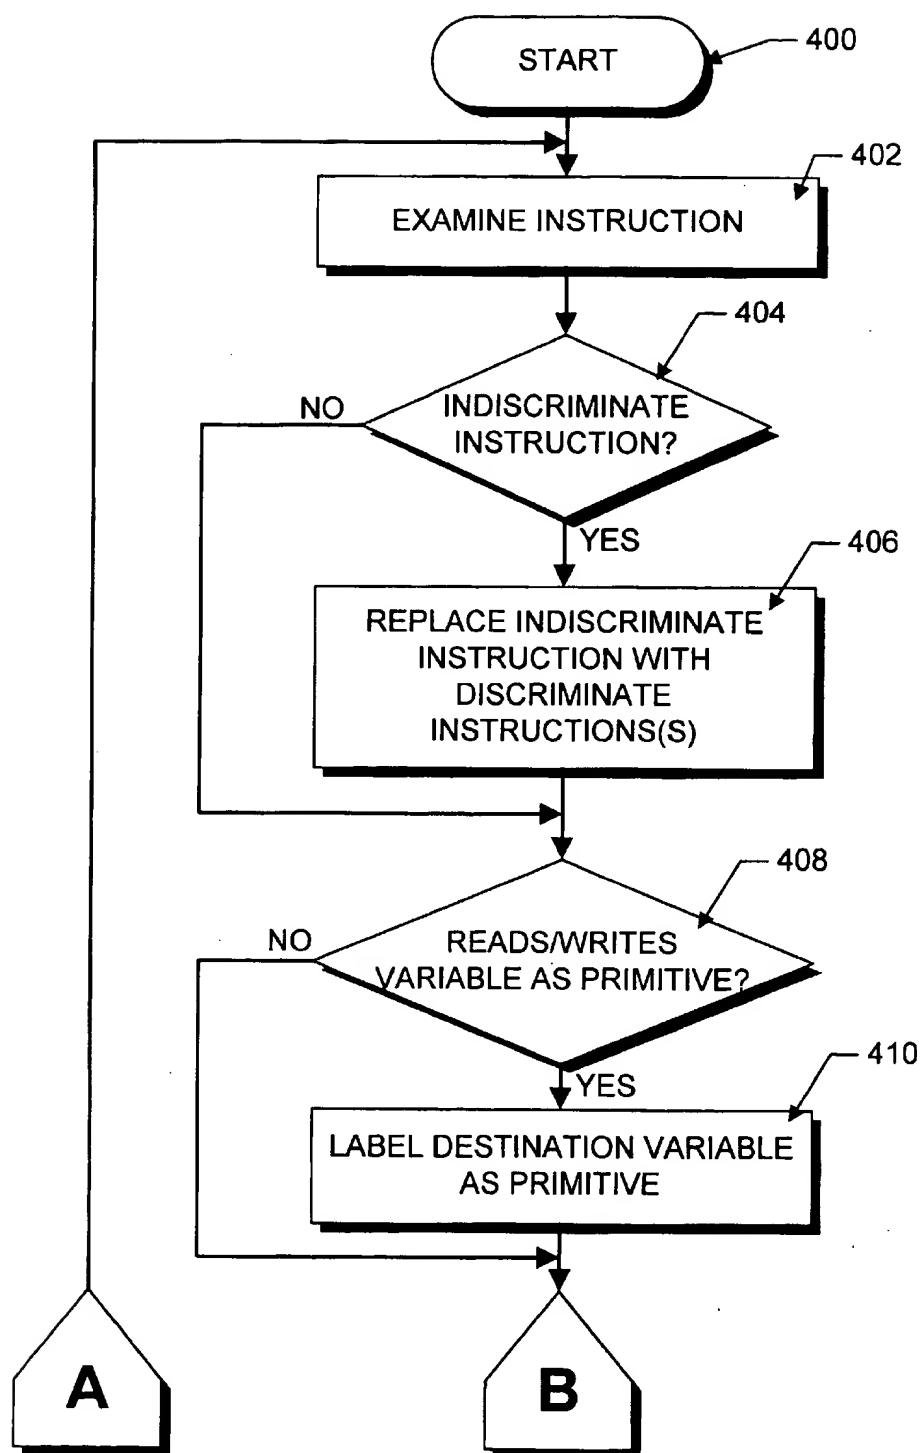 START
400
402
EXAMINE INSTRUCTION
404
NO
INDISCRIMINATE
INSTRUCTION?
YES
406
REPLACE INDISCRIMINATE
INSTRUCTION WITH
DISCRIMINATE
INSTRUCTIONS(S)
408
NO
READS/WRITES
VARIABLE AS PRIMITIVE?
YES
410
LABEL DESTINATION VARIABLE
AS PRIMITIVE
A
B